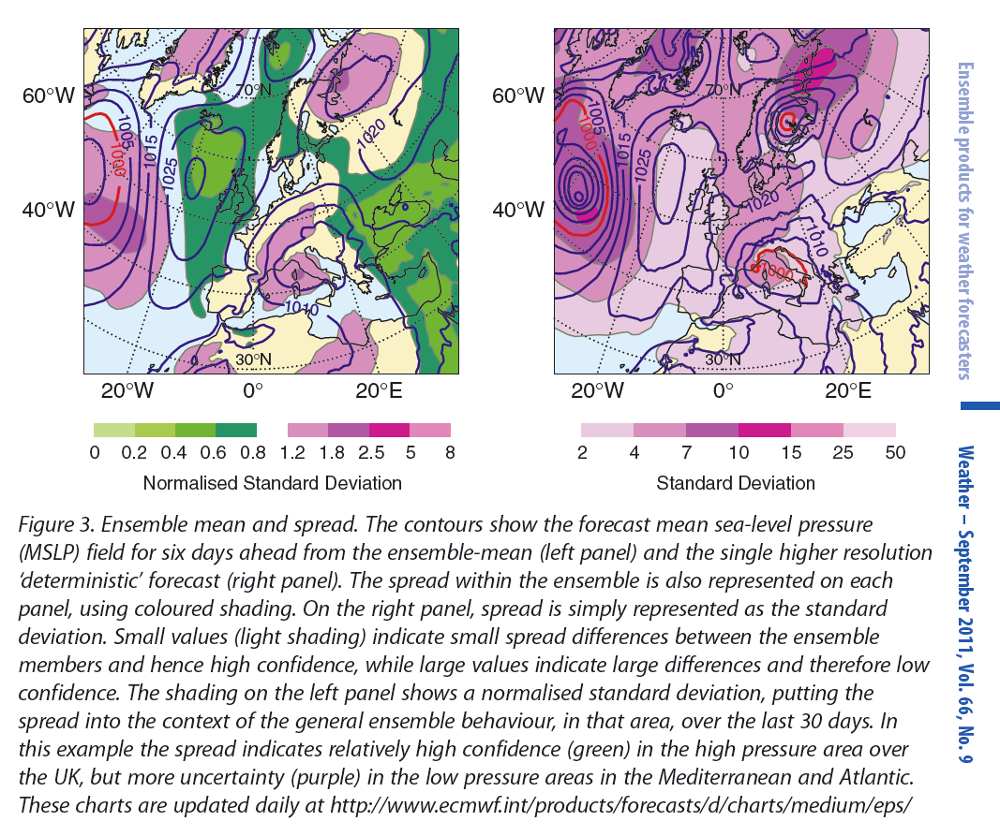 60°W
40°W
70°N
30°N
1005
1000
1015
1025
1020
1010
20°W 0° 20°E
60°W
40°W
70°N
30°N
1005
1000
1015
1025
1020
1010
1000
20°W 0° 20°E
0 0.2 0.4 0.6 0.8 1.2 1.8 2.5 5 8
Normalised Standard Deviation
2 4 7 10 15 25 50
Standard Deviation
Figure 3. Ensemble mean and spread. The contours show the forecast mean sea-level pressure
(MSLP) field for six days ahead from the ensemble-mean (left panel) and the single higher resolution
‘deterministic’ forecast (right panel). The spread within the ensemble is also represented on each
panel, using coloured shading. On the right panel, spread is simply represented as the standard
deviation. Small values (light shading) indicate small spread differences between the ensemble
members and hence high confidence, while large values indicate large differences and therefore low
confidence. The shading on the left panel shows a normalised standard deviation, putting the
spread into the context of the general ensemble behaviour, in that area, over the last 30 days. In
this example the spread indicates relatively high confidence (green) in the high pressure area over
the UK, but more uncertainty (purple) in the low pressure areas in the Mediterranean and Atlantic.
These charts are updated daily at http://www.ecmwf.int/products/forecasts/d/charts/medium/eps/
Ensemble products for weather forecasters
Weather – September 2011, Vol. 66, No. 9